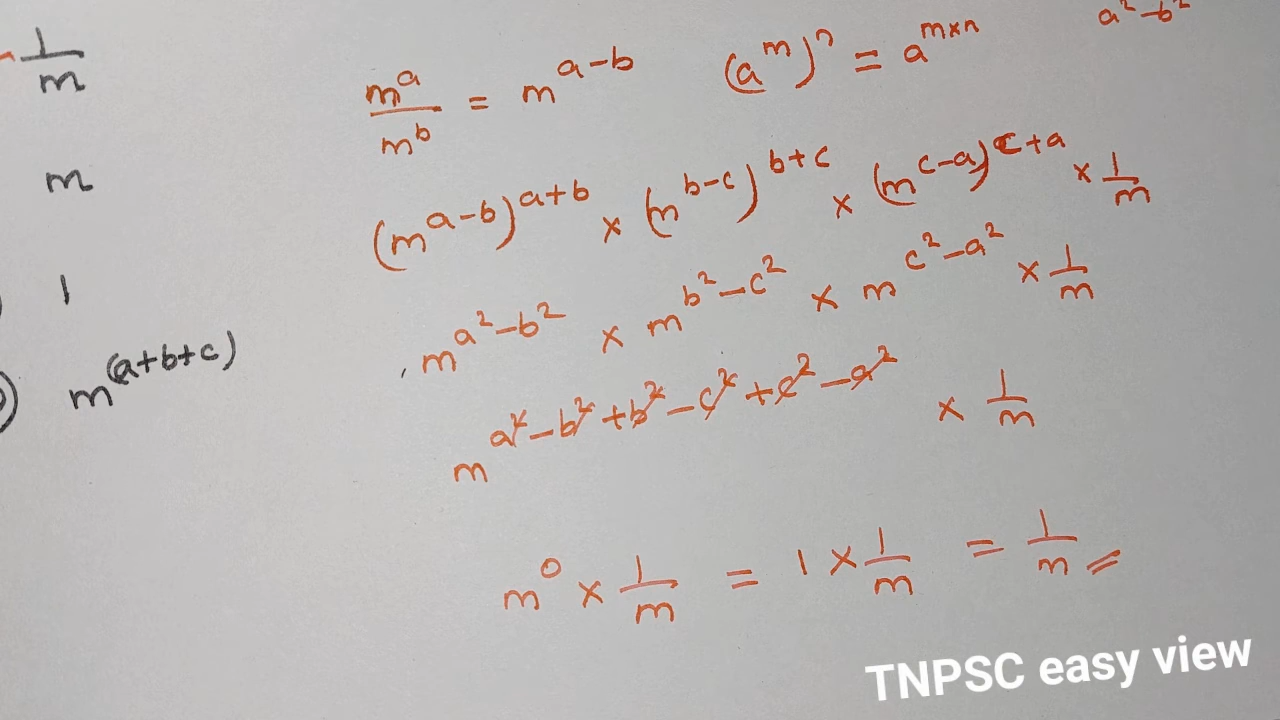 1/m
m
1
m^(a+b+c)
m^a/m^b = m^(a-b) (a^m)^n = a^(m×n) a²-b²
(m^(a-b))^(a+b) × (m^(b-c))^(b+c) × (m^(c-a))^(c+a) × 1/m
m^(a²-b²) × m^(b²-c²) × m^(c²-a²) × 1/m
m^(a²-b²+b²-c²+c²-a²) × 1/m
m^0 × 1/m = 1 × 1/m = 1/m
TNPSC easy view